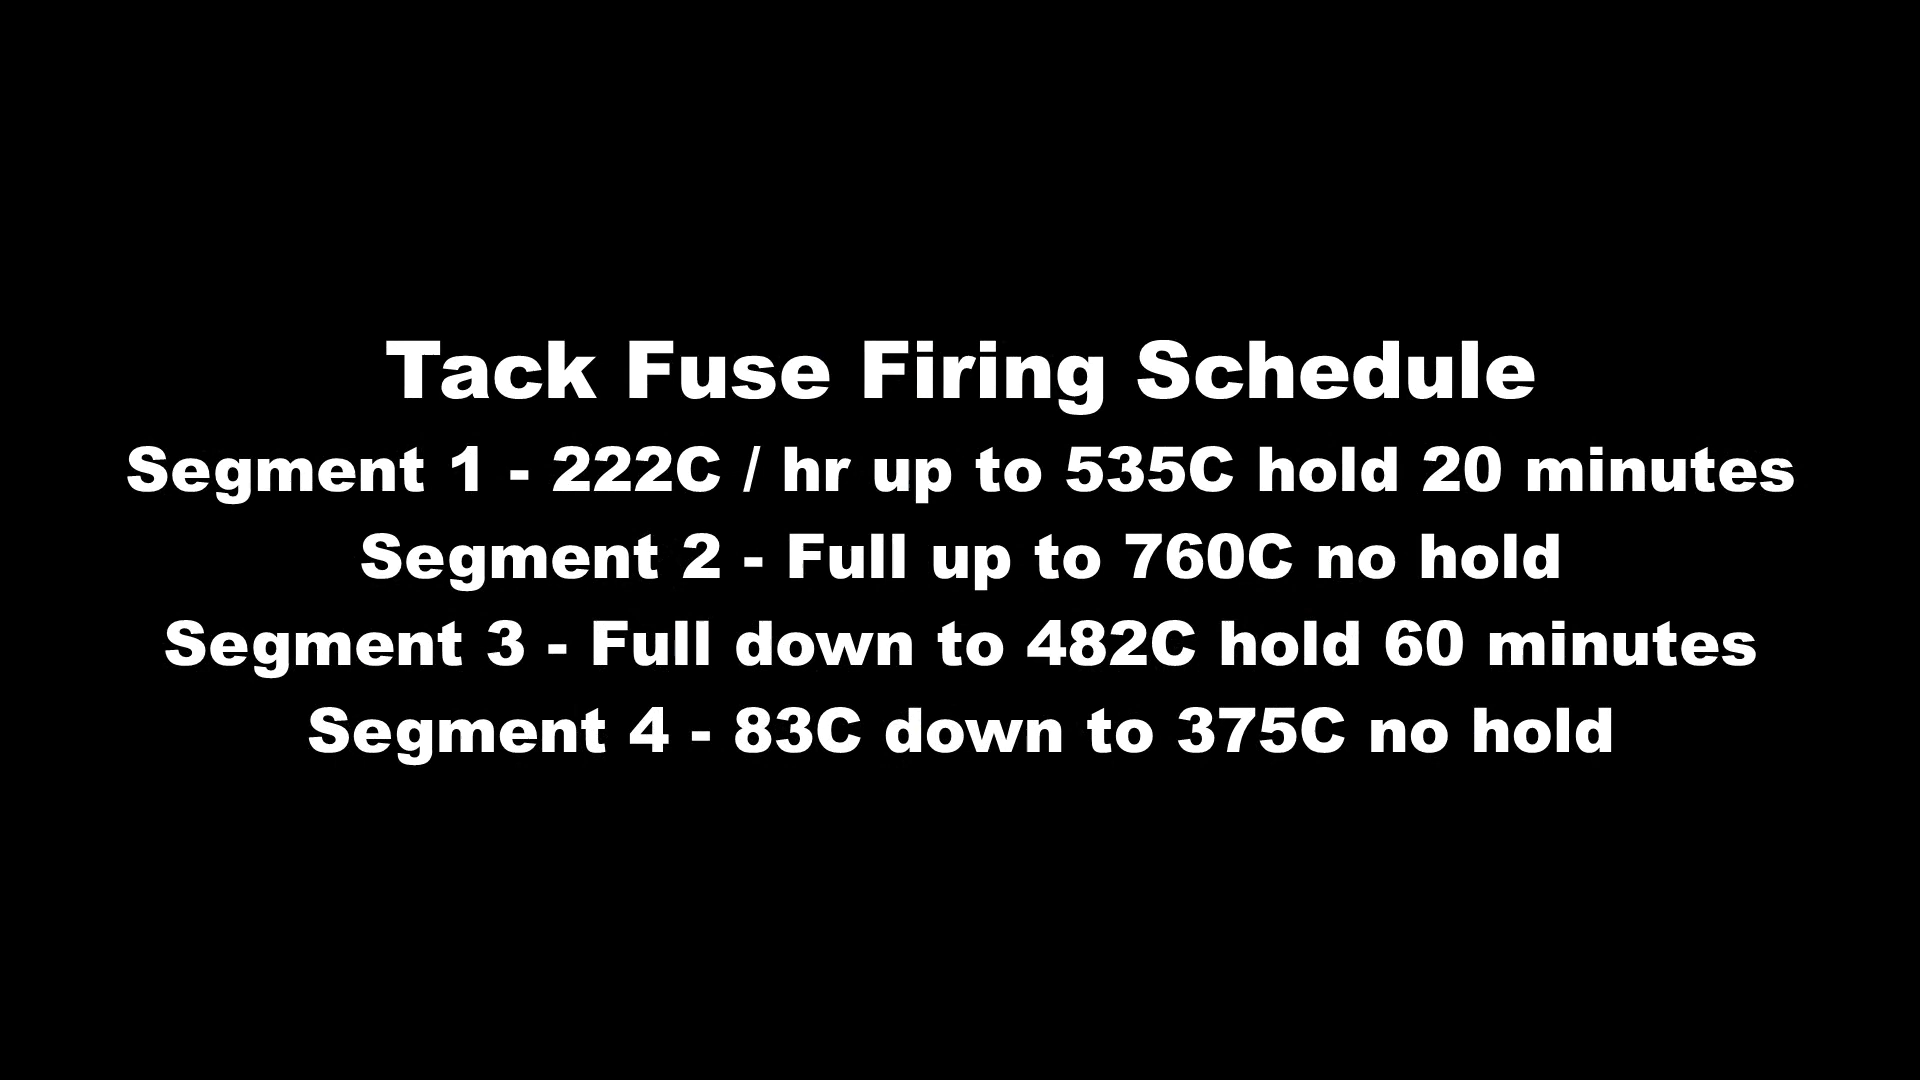 Tack Fuse Firing Schedule
Segment 1 - 222C / hr up to 535C hold 20 minutes
Segment 2 - Full up to 760C no hold
Segment 3 - Full down to 482C hold 60 minutes
Segment 4 - 83C down to 375C no hold